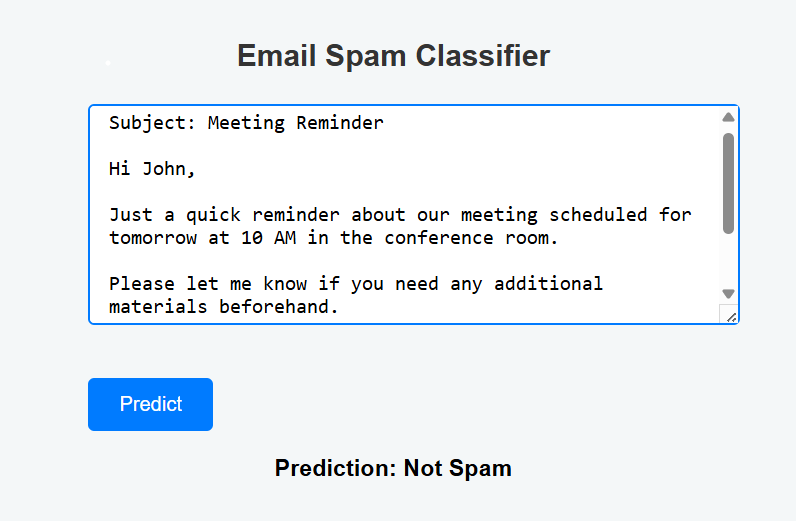 Email Spam Classifier
Subject: Meeting Reminder
Hi John,
Just a quick reminder about our meeting scheduled for
tomorrow at 10 AM in the conference room.
Please let me know if you need any additional
materials beforehand.
Predict
Prediction: Not Spam